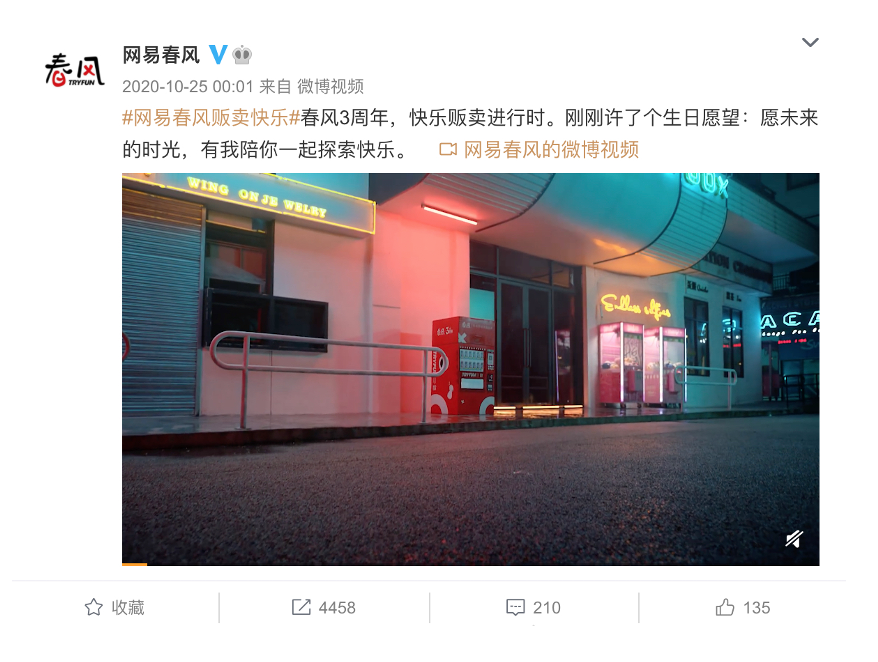 春风
TRYFUN
网易春风
2020-10-25 00:01 来自 微博视频
#网易春风贩卖快乐#春风3周年，快乐贩卖进行时。刚刚许了个生日愿望：愿未来
的时光，有我陪你一起探索快乐。 网易春风的微博视频
WING ON JE WELRY
收藏
4458
210
135